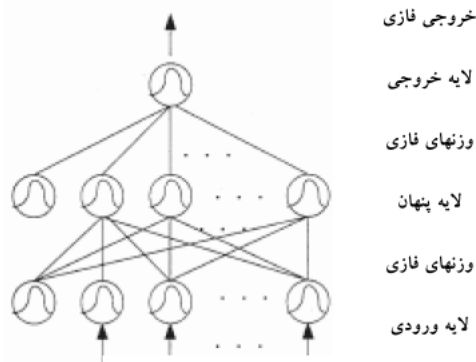 خروجی فازی
لایه خروجی
وزنهای فازی
لایه پنهان
وزنهای فازی
لایه ورودی